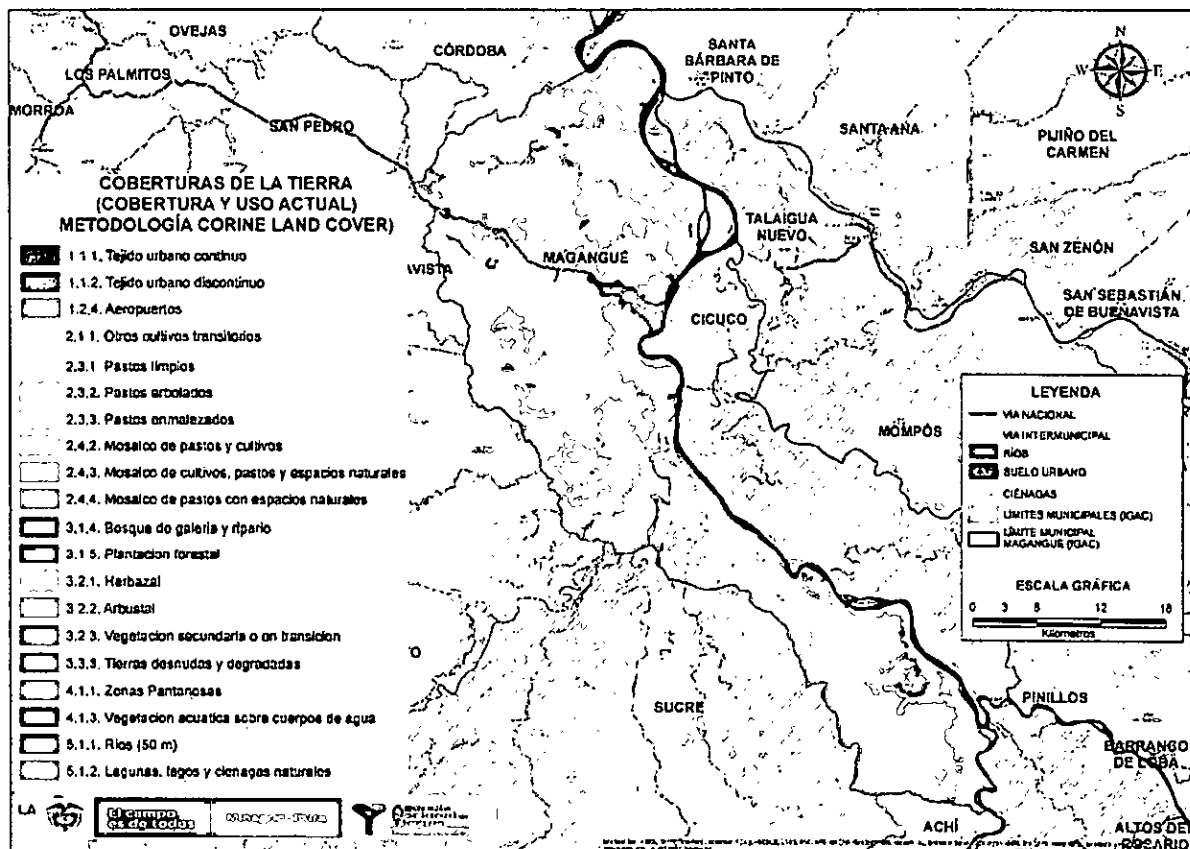 OVEJAS
CÓRDOBA
SANTA
BÁRBARA DE
PINTO
N
W
E
S
LOS PALMITOS
MORROA
SAN PEDRO
SANTA ANA
PIJIÑO DEL
CARMEN
COBERTURAS DE LA TIERRA
(COBERTURA Y USO ACTUAL)
METODOLOGÍA CORINE LAND COVER)
1.1.1. Tejido urbano continuo
1.1.2. Tejido urbano discontinuo
1.2.4. Aeropuertos
2.1.1. Otros cultivos transitorios
2.3.1 Pastos limpios
2.3.2. Pastos arbolados
2.3.3. Pastos enmalezados
2.4.2. Mosaico de pastos y cultivos
2.4.3. Mosaico de cultivos, pastos y espacios naturales
2.4.4. Mosaico de pastos con espacios naturales
3.1.4. Bosque de galeria y ripario
3.1.5. Plantacion forestal
3.2.1. Herbazal
3.2.2. Arbustal
3.2.3. Vegetacion secundaria o en transicion
3.3.3. Tierras desnudas y degradadas
4.1.1. Zonas Pantanosas
4.1.3. Vegetacion acuatica sobre cuerpos de agua
5.1.1. Rios (50 m)
5.1.2. Lagunas, lagos y cienagas naturales
AVISTA
MAGANGUÉ
TALAIGUA
NUEVO
SAN ZENÓN
SAN SEBASTIÁN
DE BUENAVISTA
CICUCO
MOMPÓS
LEYENDA
VIA NACIONAL
VIA INTERMUNICIPAL
RÍOS
SUELO URBANO
CIÉNAGAS
LÍMITES MUNICIPALES (IGAC)
LÍMITE MUNICIPAL
MAGANGUÉ (IGAC)
ESCALA GRÁFICA
0 3 6 12 18
Kilometros
TO
SUCRE
PINILLOS
BARRANCO
DE LOBA
ACHÍ
ALTOS DEL
ROSARIO
LA
El campo
es de todos